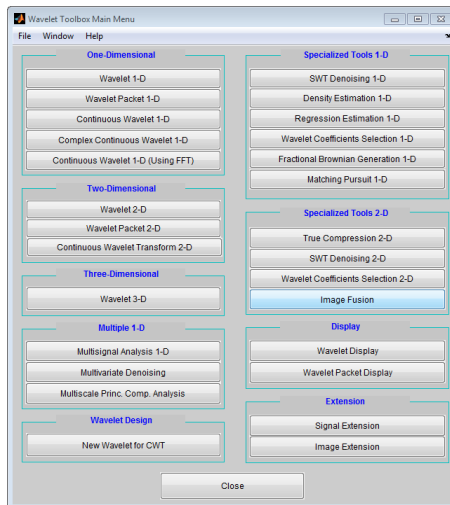 Wavelet Toolbox Main Menu
File Window Help
One-Dimensional
Wavelet 1-D
Wavelet Packet 1-D
Continuous Wavelet 1-D
Complex Continuous Wavelet 1-D
Continuous Wavelet 1-D (Using FFT)
Two-Dimensional
Wavelet 2-D
Wavelet Packet 2-D
Continuous Wavelet Transform 2-D
Three-Dimensional
Wavelet 3-D
Multiple 1-D
Multisignal Analysis 1-D
Multivariate Denoising
Multiscale Princ. Comp. Analysis
Wavelet Design
New Wavelet for CWT
Specialized Tools 1-D
SWT Denoising 1-D
Density Estimation 1-D
Regression Estimation 1-D
Wavelet Coefficients Selection 1-D
Fractional Brownian Generation 1-D
Matching Pursuit 1-D
Specialized Tools 2-D
True Compression 2-D
SWT Denoising 2-D
Wavelet Coefficients Selection 2-D
Image Fusion
Display
Wavelet Display
Wavelet Packet Display
Extension
Signal Extension
Image Extension
Close